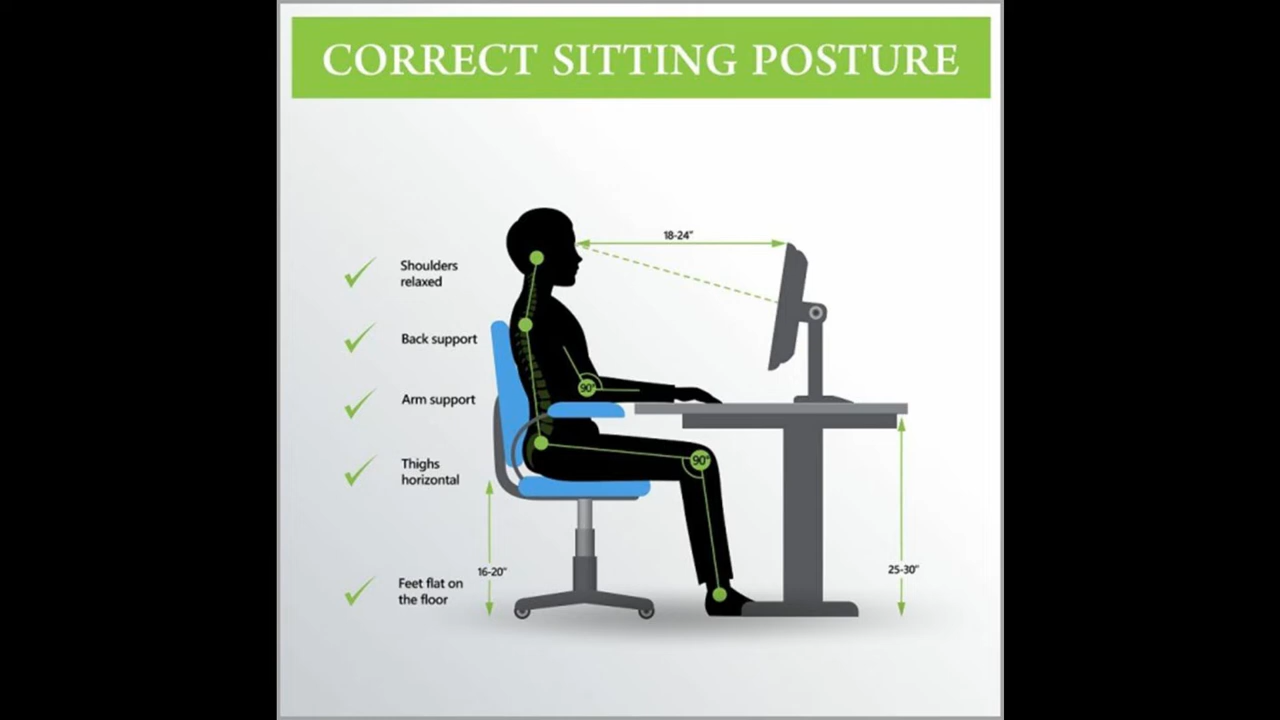 CORRECT SITTING POSTURE
18-24"
Shoulders
relaxed
Back support
90°
Arm support
90°
Thighs
horizontal
16-20"
25-30"
Feet flat on
the floor